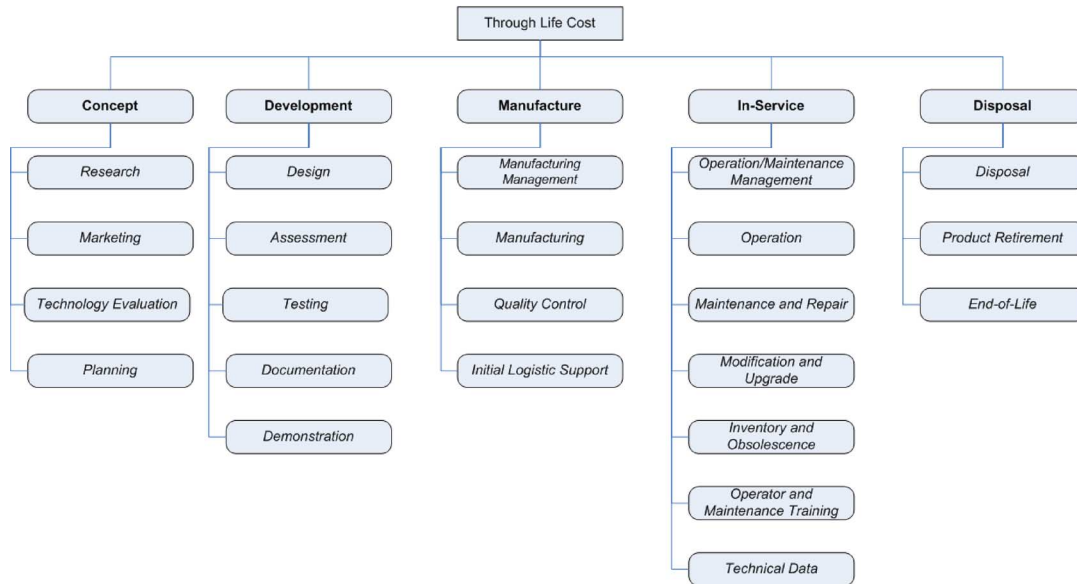 Through Life Cost
Concept
Research
Marketing
Technology Evaluation
Planning
Development
Design
Assessment
Testing
Documentation
Demonstration
Manufacture
Manufacturing
Management
Manufacturing
Quality Control
Initial Logistic Support
In-Service
Operation/Maintenance
Management
Operation
Maintenance and Repair
Modification and
Upgrade
Inventory and
Obsolescence
Operator and
Maintenance Training
Technical Data
Disposal
Disposal
Product Retirement
End-of-Life